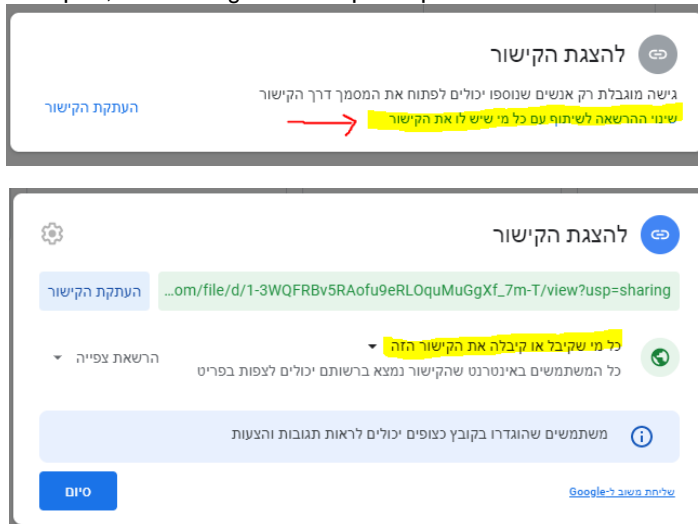 להצגת הקישור
גישה מוגבלת רק אנשים שנוספו יכולים לפתוח את המסמך דרך הקישור
העתקת הקישור
שינוי ההרשאה לשיתוף עם כל מי שיש לו את הקישור
להצגת הקישור
…om/file/d/1-3WQFRBv5RAofu9eRLOquMuGgXf_7m-T/view?usp=sharing
העתקת הקישור
כל מי שקיבל או קיבלה את הקישור הזה
הרשאת צפייה
כל המשתמשים באינטרנט שהקישור נמצא ברשותם יכולים לצפות בפריט
משתמשים שהוגדרו בקובץ כצופים יכולים לראות תגובות והצעות
שליחת משוב ל-Google
סיום